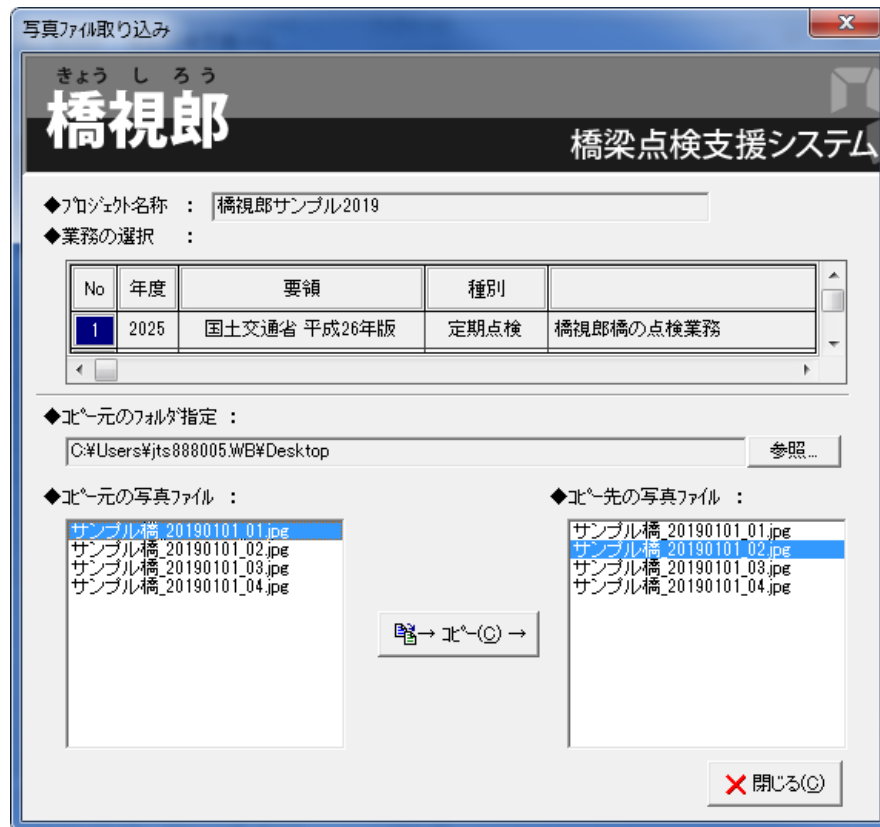 写真ﾌｧｲﾙ取り込み
きょう し ろう
橋視郎
橋梁点検支援システム
◆ﾌﾟﾛｼﾞｪｸﾄ名称 : 橋視郎サンプル2019
◆業務の選択 :
No 年度 要領 種別
1 2025 国土交通省 平成26年版 定期点検 橋視郎橋の点検業務
◆ｺﾋﾟｰ元のﾌｫﾙﾀﾞ指定 :
C:¥Users¥jts888005.WB¥Desktop 参照...
◆ｺﾋﾟｰ元の写真ﾌｧｲﾙ :
サンプル橋_20190101_01.jpg
サンプル橋_20190101_02.jpg
サンプル橋_20190101_03.jpg
サンプル橋_20190101_04.jpg
→ ｺﾋﾟｰ(C) →
◆ｺﾋﾟｰ先の写真ﾌｧｲﾙ :
サンプル橋_20190101_01.jpg
サンプル橋_20190101_02.jpg
サンプル橋_20190101_03.jpg
サンプル橋_20190101_04.jpg
閉じる(C)